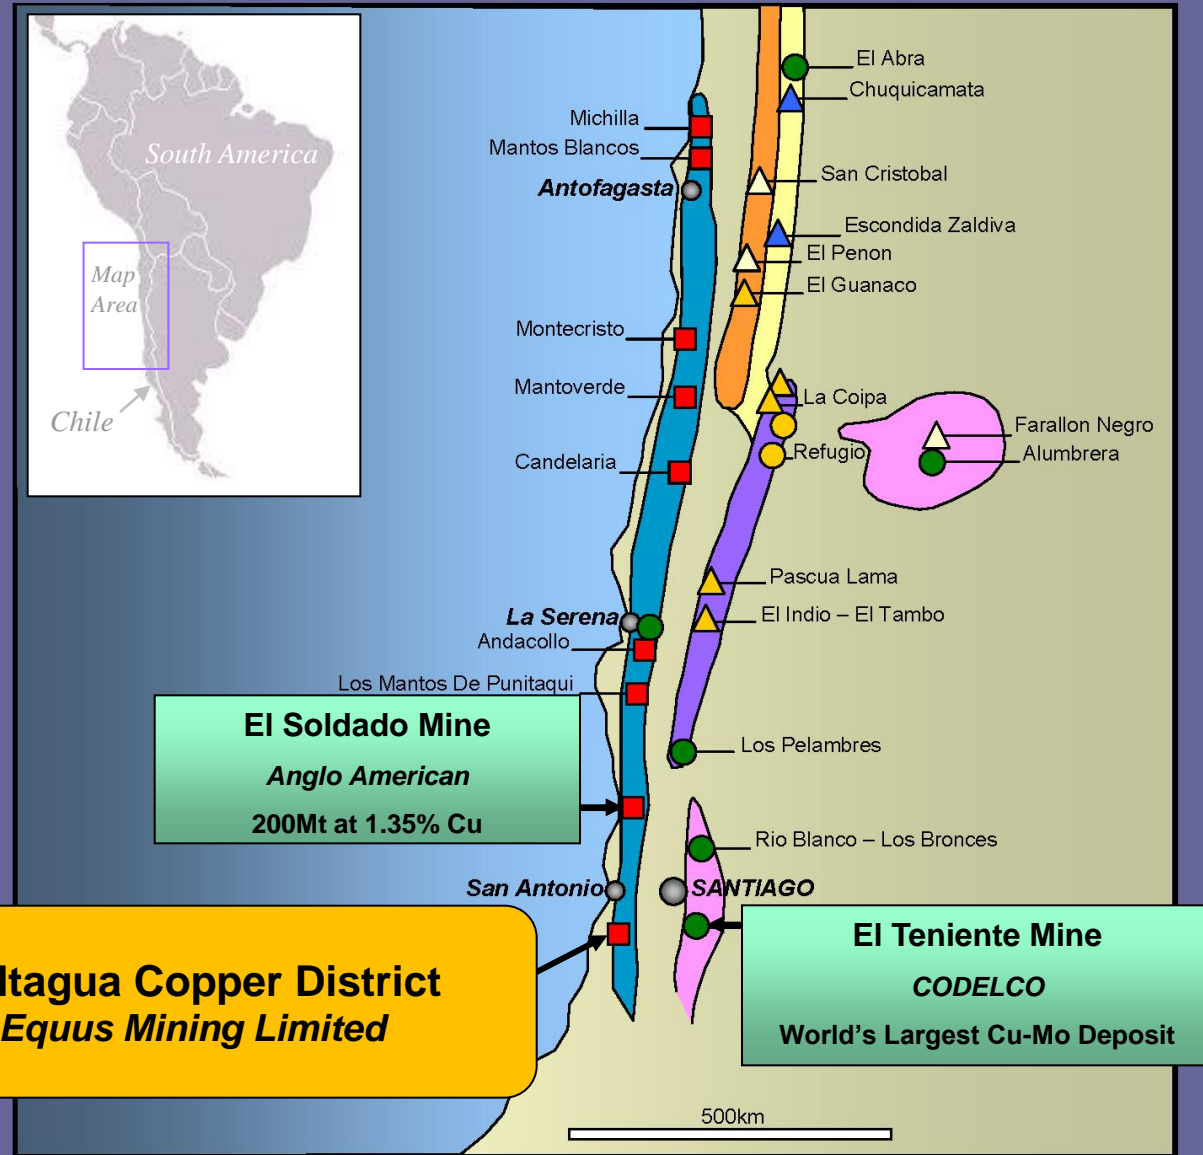 South America
Map
Area
Chile
El Abra
Chuquicamata
Michilla
Mantos Blancos
Antofagasta
San Cristobal
Escondida Zaldiva
El Penon
El Guanaco
Montecristo
Mantoverde
La Coipa
Candelaria
Refugio
Farallon Negro
Alumbrera
Pascua Lama
La Serena
El Indio – El Tambo
Andacollo
Los Mantos De Punitaqui
El Soldado Mine
Anglo American
200Mt at 1.35% Cu
Los Pelambres
Rio Blanco – Los Bronces
San Antonio
SANTIAGO
ltagua Copper District
Equus Mining Limited
El Teniente Mine
CODELCO
World's Largest Cu-Mo Deposit
500km